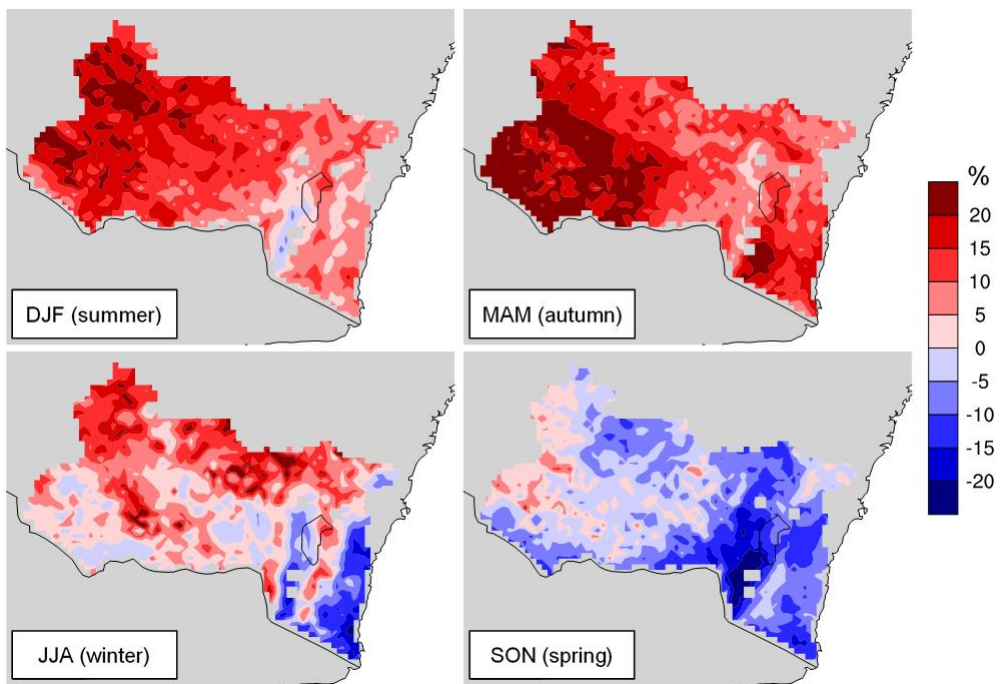 DJF (summer)
MAM (autumn)
%
20
15
10
5
0
-5
-10
-15
-20
JJA (winter)
SON (spring)